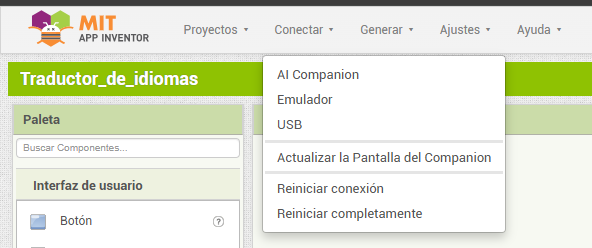 MIT
APP INVENTOR
Proyectos
Conectar
Generar
Ajustes
Ayuda
Traductor_de_idiomas
AI Companion
Emulador
USB
Actualizar la Pantalla del Companion
Reiniciar conexión
Reiniciar completamente
Paleta
Buscar Componentes...
Interfaz de usuario
Botón
?